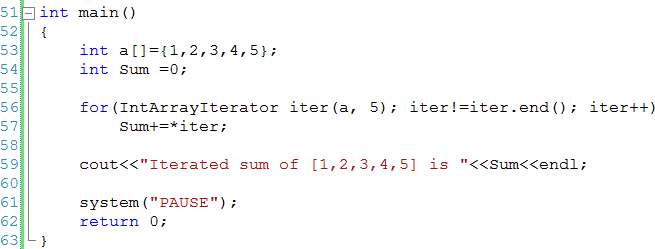 51 int main()
52 {
53     int a[]={1,2,3,4,5};
54     int Sum =0;
55
56     for(IntArrayIterator iter(a, 5); iter!=iter.end(); iter++)
57         Sum+=*iter;
58
59     cout<<"Iterated sum of [1,2,3,4,5] is "<<Sum<<endl;
60
61     system("PAUSE");
62     return 0;
63 }